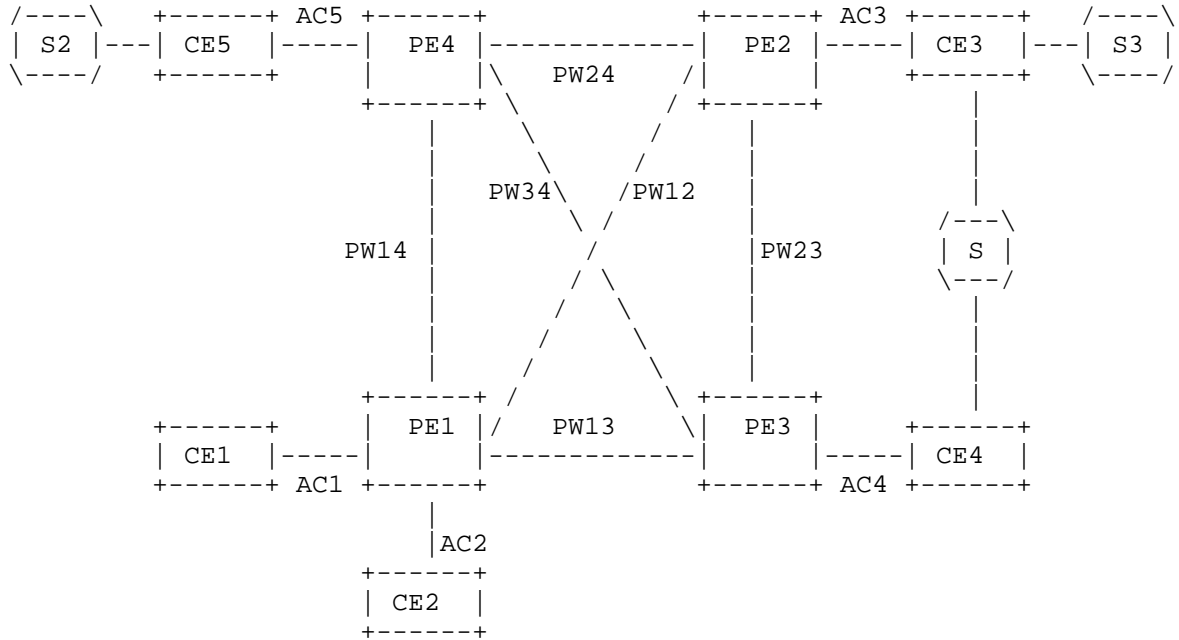 AC5 AC3
S2 CE5 PE4 PE2 CE3 S3
PW24
PW34 PW12
PW14 PW23 S
PE1 PW13 PE3
CE1 CE4
AC1 AC4
AC2
CE2